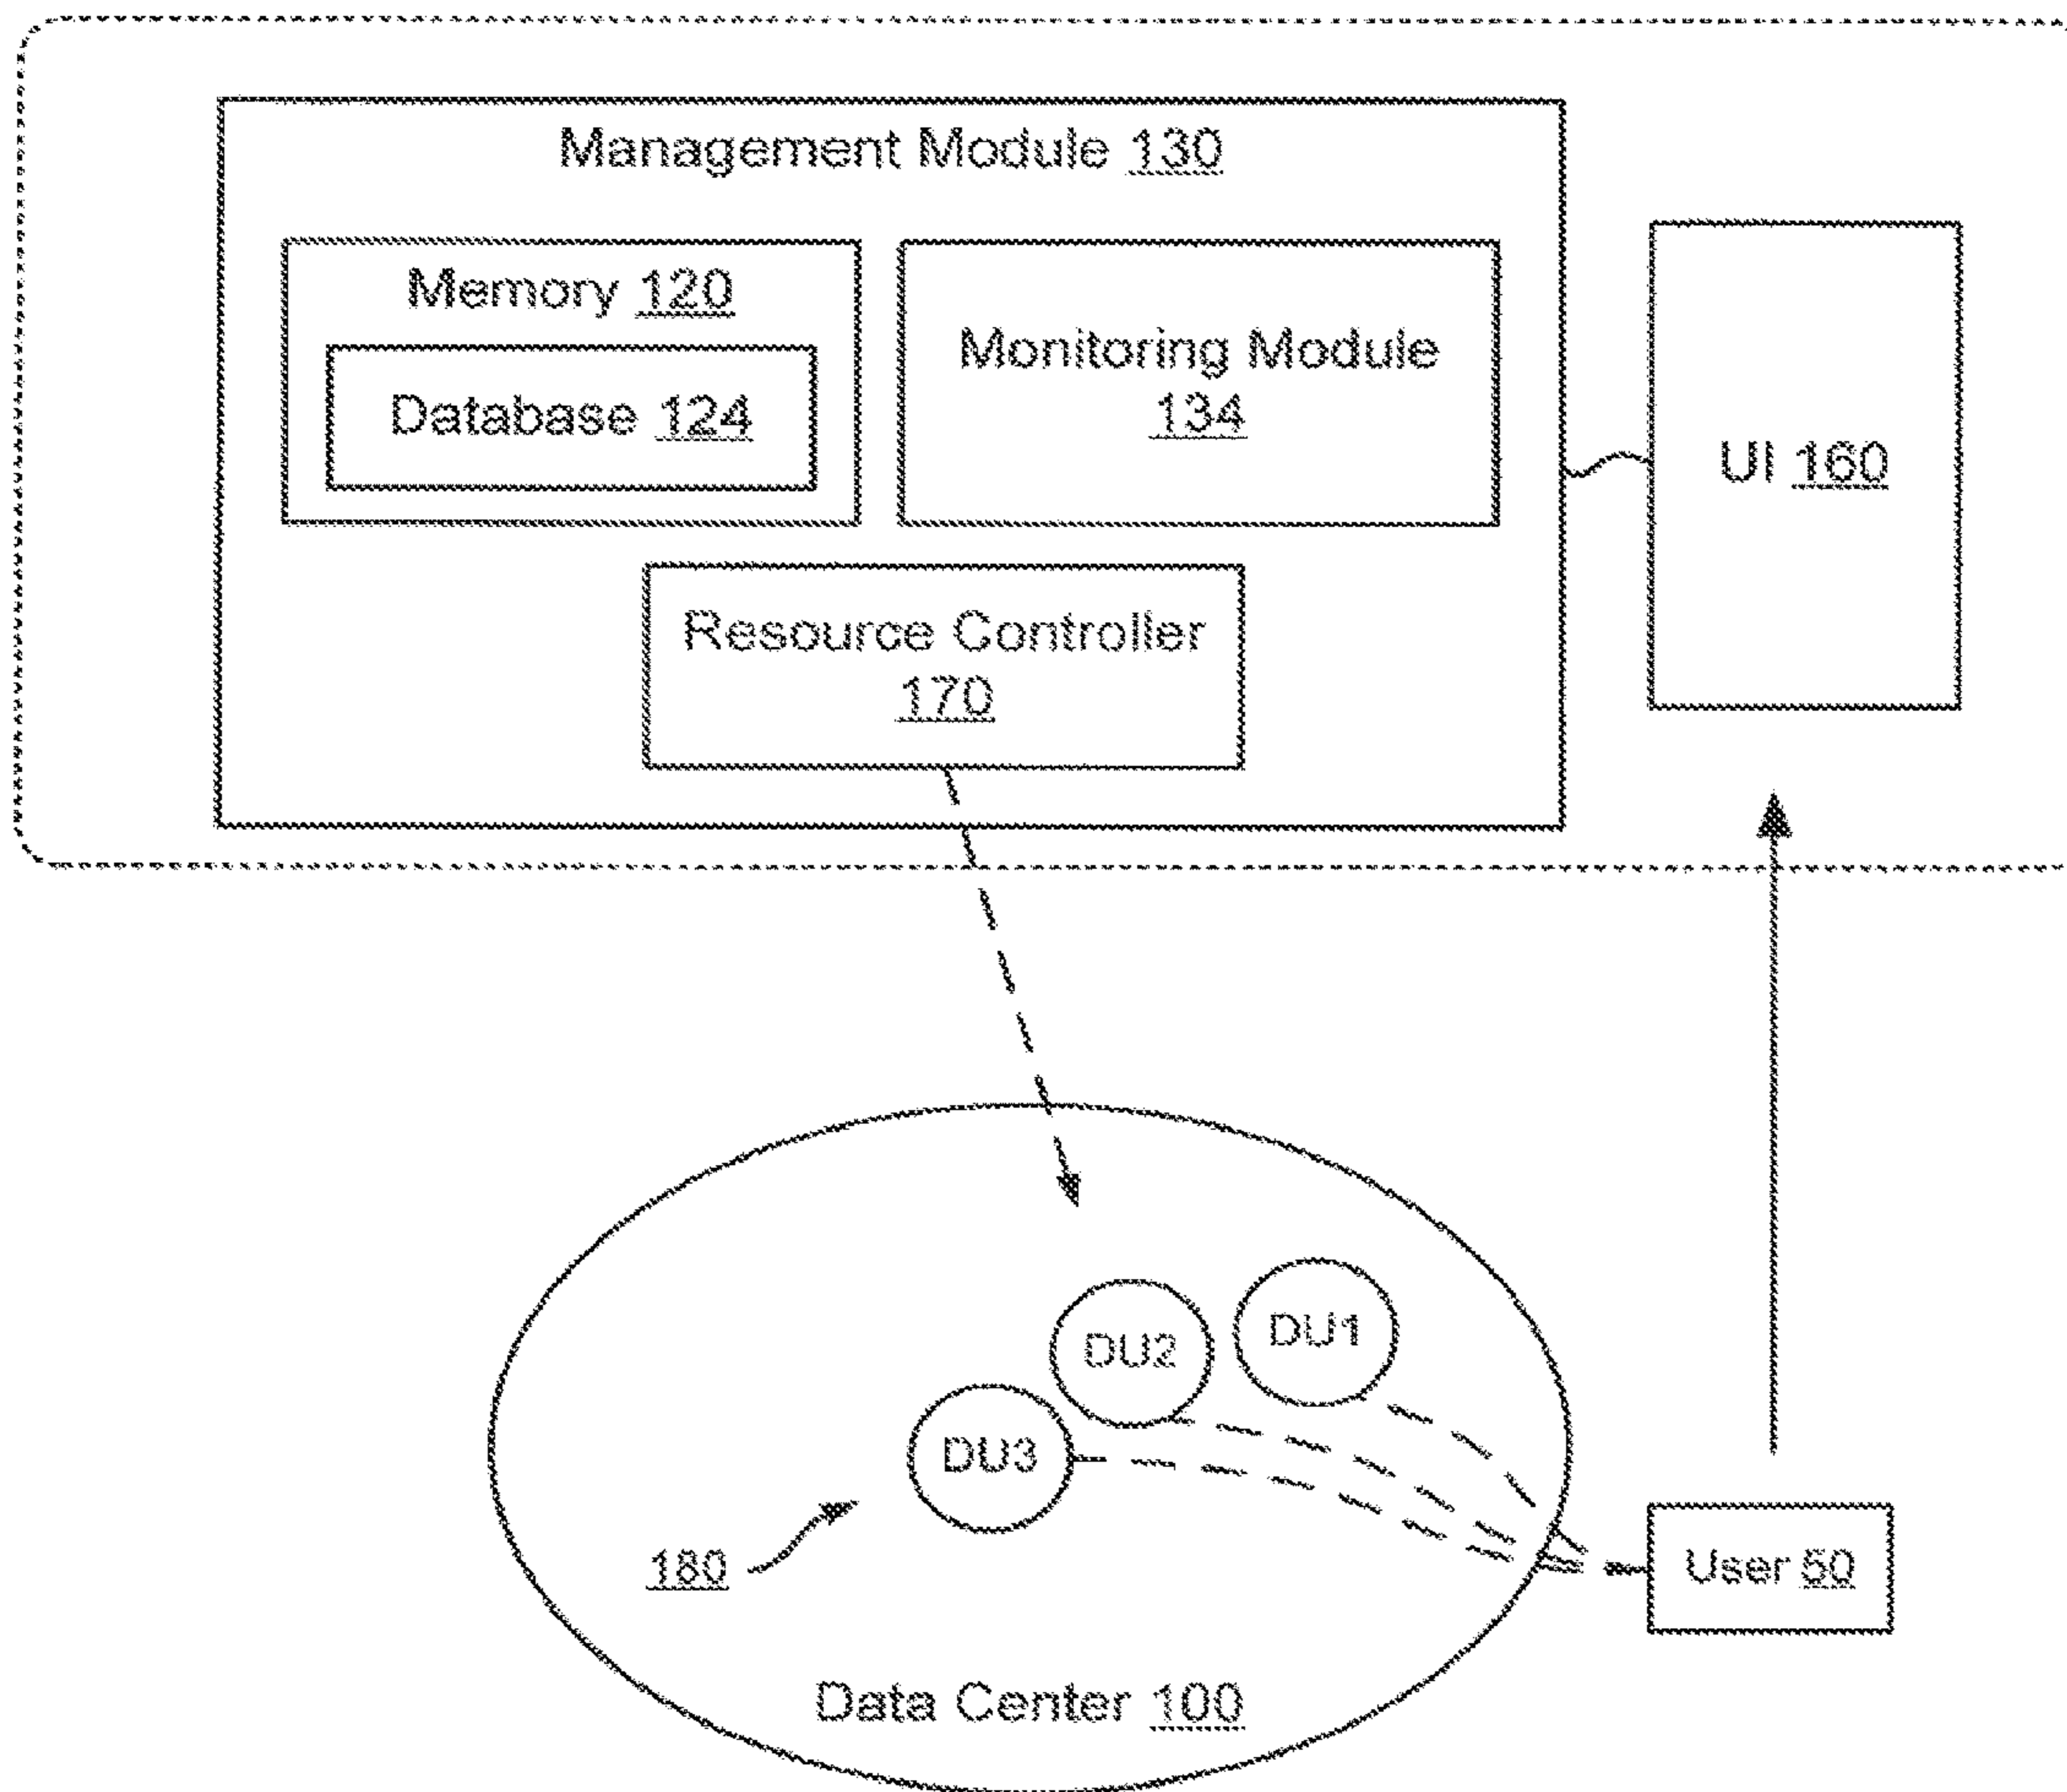 Management Module 130
Memory 120
Database 124
Monitoring Module
134
UI 160
Resource Controller
170
DU1
DU2
DU3
180
User 50
Data Center 100